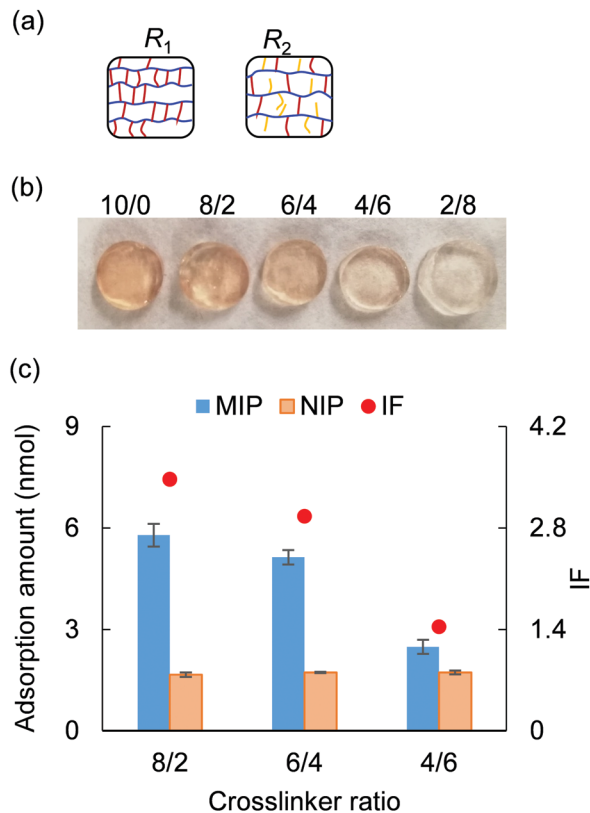 (a)
R1 R2
(b)
10/0 8/2 6/4 4/6 2/8
(c)
MIP NIP IF
9 4.2
6 2.8
3 1.4
0 0
Adsorption amount (nmol)
IF
8/2 6/4 4/6
Crosslinker ratio